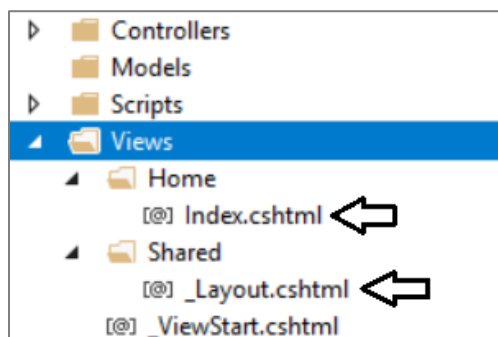 Controllers
Models
Scripts
Views
Home
[@] Index.cshtml
Shared
[@] _Layout.cshtml
[@] _ViewStart.cshtml